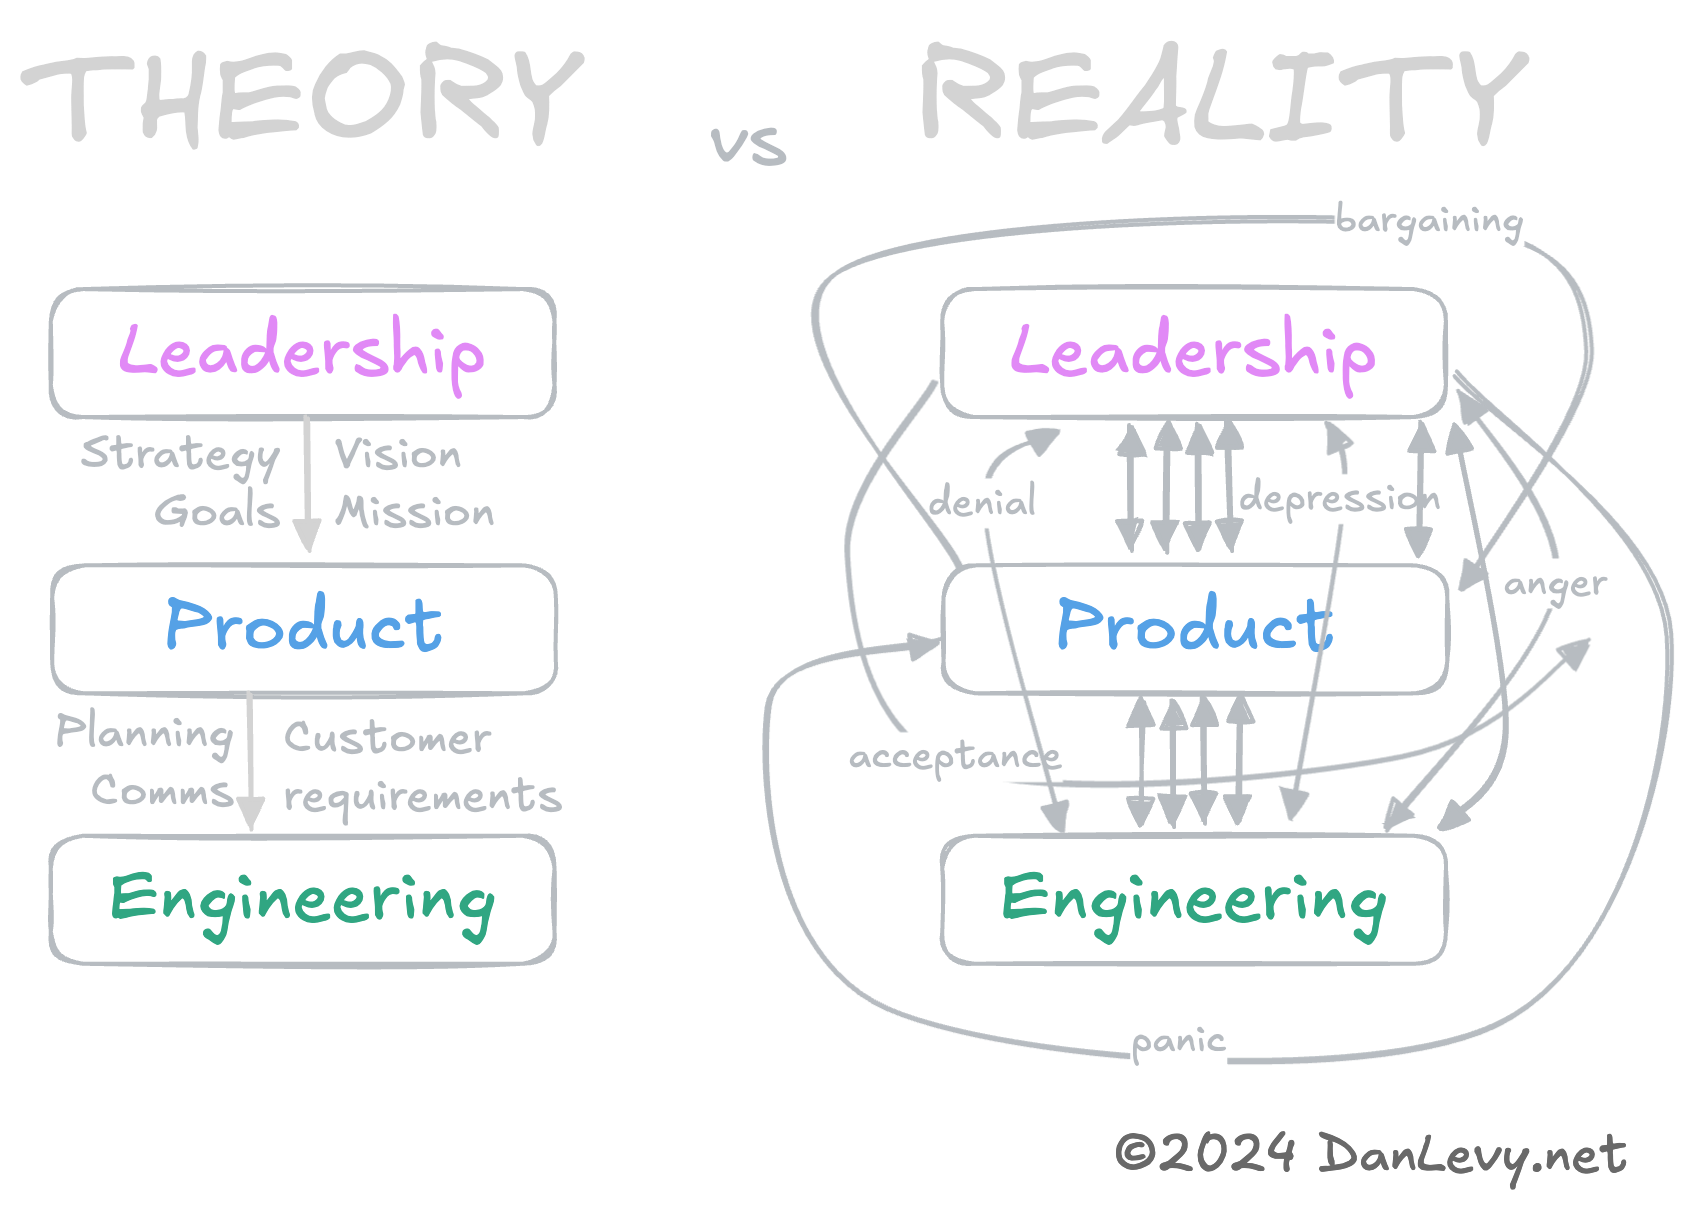 THEORY
vs
REALITY
Leadership
Strategy
Vision
Goals
Mission
Product
Planning
Customer
Comms
requirements
Engineering
bargaining
Leadership
denial
depression
anger
Product
acceptance
Engineering
panic
©2024 DanLevy.net